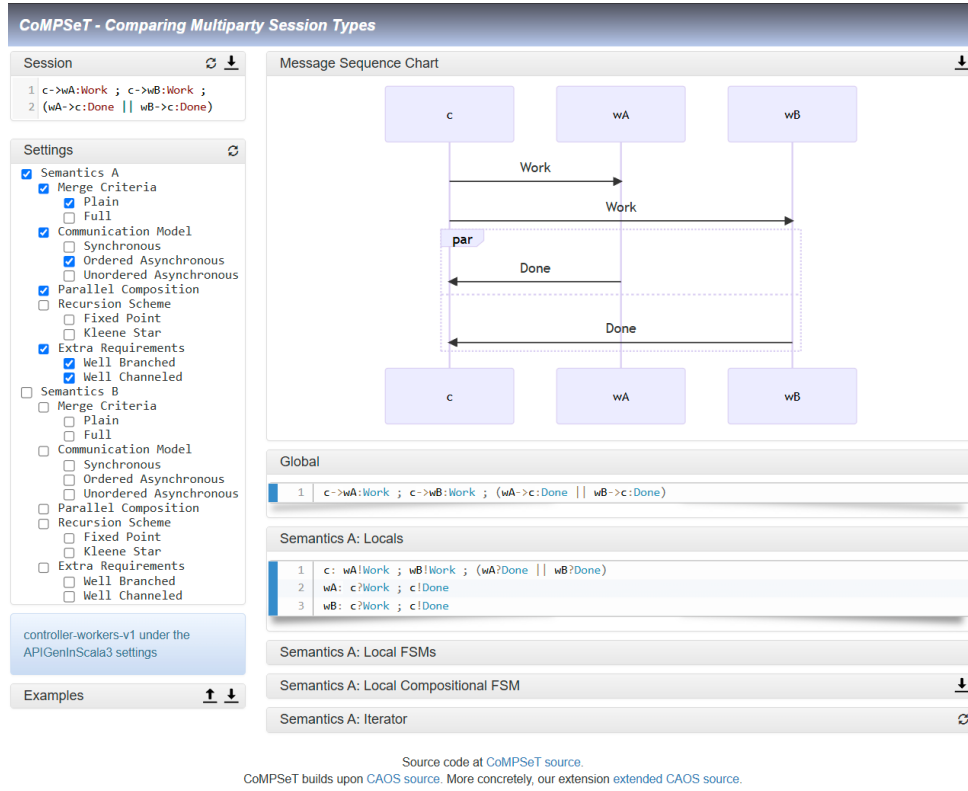 CoMPSeT - Comparing Multiparty Session Types
Session
1 c->wA:Work ; c->wB:Work ;
2 (wA->c:Done || wB->c:Done)
Settings
Semantics A
Merge Criteria
Plain
Full
Communication Model
Synchronous
Ordered Asynchronous
Unordered Asynchronous
Parallel Composition
Recursion Scheme
Fixed Point
Kleene Star
Extra Requirements
Well Branched
Well Channeled
Semantics B
Merge Criteria
Plain
Full
Communication Model
Synchronous
Ordered Asynchronous
Unordered Asynchronous
Parallel Composition
Recursion Scheme
Fixed Point
Kleene Star
Extra Requirements
Well Branched
Well Channeled
controller-workers-v1 under the
APIGenInScala3 settings
Examples
Message Sequence Chart
c wA wB
Work
Work
par
Done
Done
c wA wB
Global
1 c->wA:Work ; c->wB:Work ; (wA->c:Done || wB->c:Done)
Semantics A: Locals
1 c: wA!Work ; wB!Work ; (wA?Done || wB?Done)
2 wA: c?Work ; c!Done
3 wB: c?Work ; c!Done
Semantics A: Local FSMs
Semantics A: Local Compositional FSM
Semantics A: Iterator
Source code at CoMPSeT source.
CoMPSeT builds upon CAOS source. More concretely, our extension extended CAOS source.